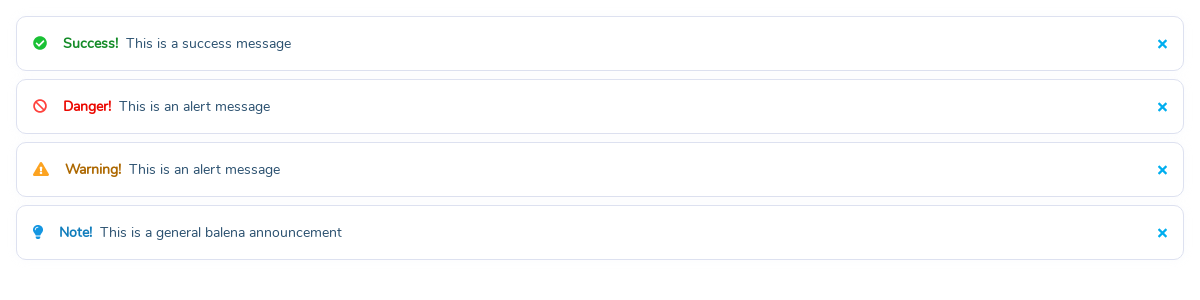 Success! This is a success message
Danger! This is an alert message
Warning! This is an alert message
Note! This is a general balena announcement